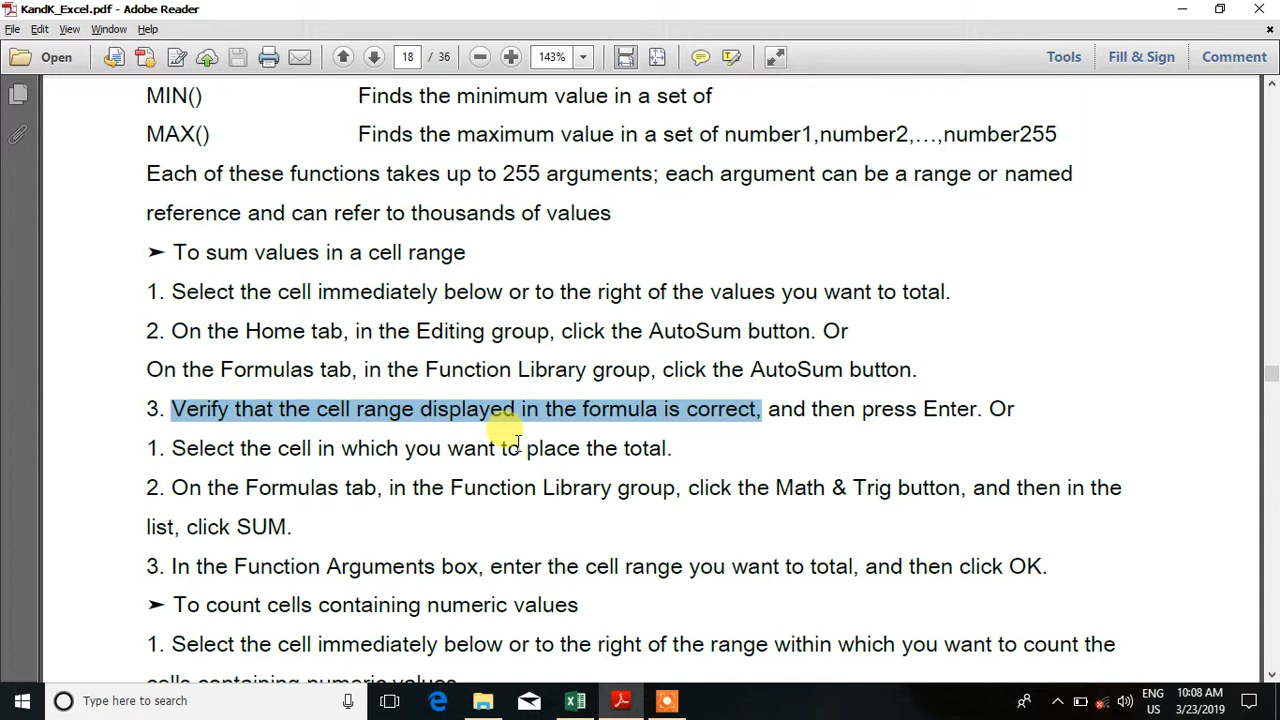 KandK_Excel.pdf - Adobe Reader
File Edit View Window Help
Open 18 / 36 143% Tools Fill & Sign Comment
MIN() Finds the minimum value in a set of
MAX() Finds the maximum value in a set of number1,number2,…,number255
Each of these functions takes up to 255 arguments; each argument can be a range or named
reference and can refer to thousands of values
➤ To sum values in a cell range
1. Select the cell immediately below or to the right of the values you want to total.
2. On the Home tab, in the Editing group, click the AutoSum button. Or
On the Formulas tab, in the Function Library group, click the AutoSum button.
3. Verify that the cell range displayed in the formula is correct, and then press Enter. Or
1. Select the cell in which you want to place the total.
2. On the Formulas tab, in the Function Library group, click the Math & Trig button, and then in the
list, click SUM.
3. In the Function Arguments box, enter the cell range you want to total, and then click OK.
➤ To count cells containing numeric values
1. Select the cell immediately below or to the right of the range within which you want to count the
cells containing numeric values.
Type here to search ENG 10:08 AM
US 3/23/2019